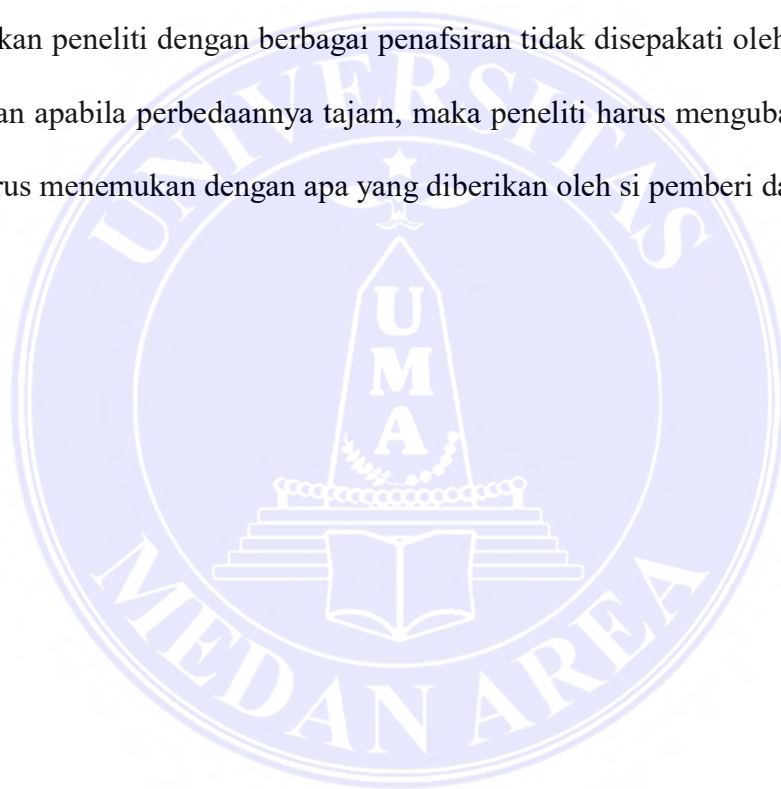 kan peneliti dengan berbagai penafsiran tidak disepakati oleh
an apabila perbedaannya tajam, maka peneliti harus menguba
rus menemukan dengan apa yang diberikan oleh si pemberi da
UNIVERSITAS
U
M
A
MEDAN AREA